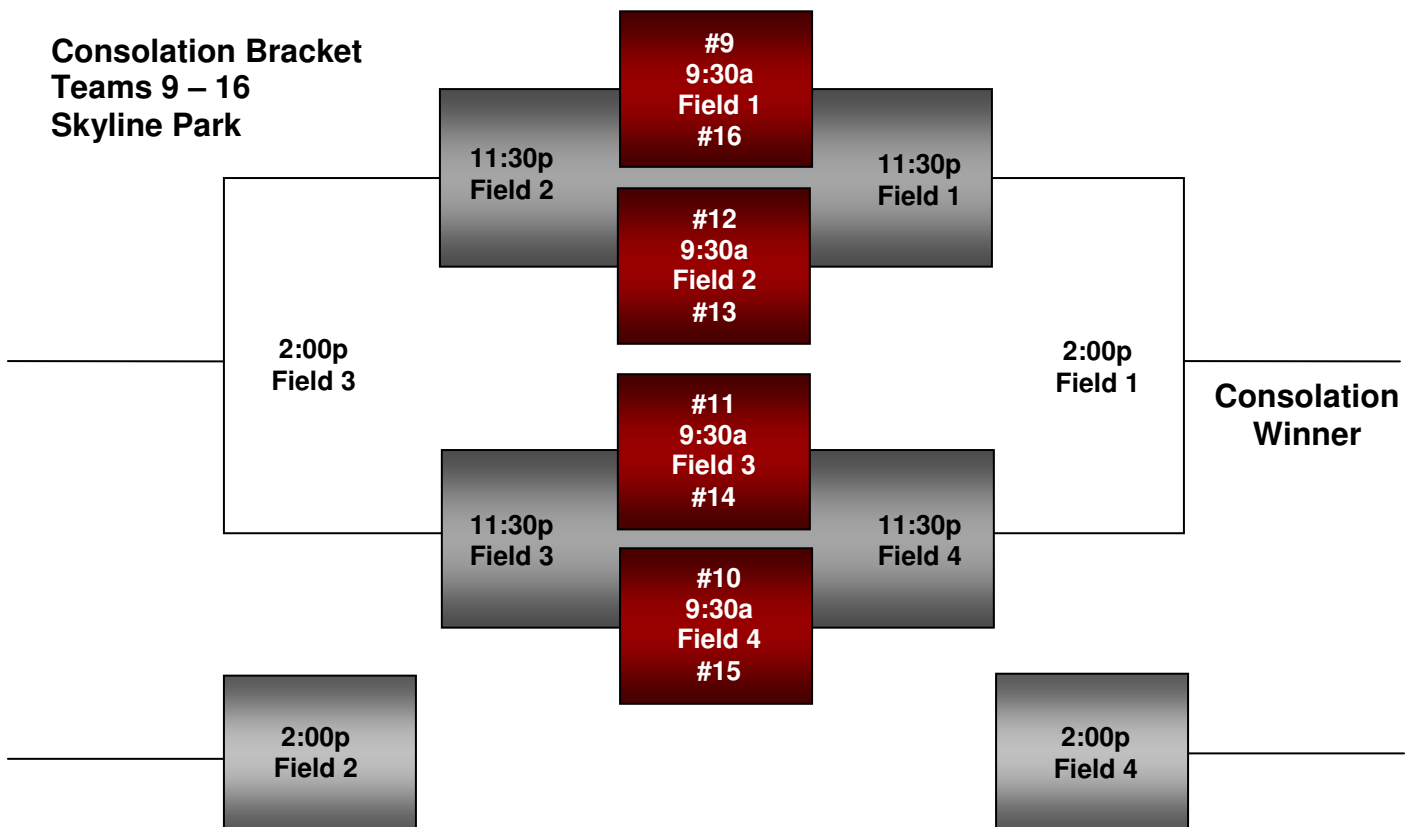 Consolation Bracket
Teams 9 – 16
Skyline Park
#9
9:30a
Field 1
#16
11:30p
Field 2
11:30p
Field 1
#12
9:30a
Field 2
#13
2:00p
Field 3
2:00p
Field 1
Consolation
Winner
#11
9:30a
Field 3
#14
11:30p
Field 3
11:30p
Field 4
#10
9:30a
Field 4
#15
2:00p
Field 2
2:00p
Field 4